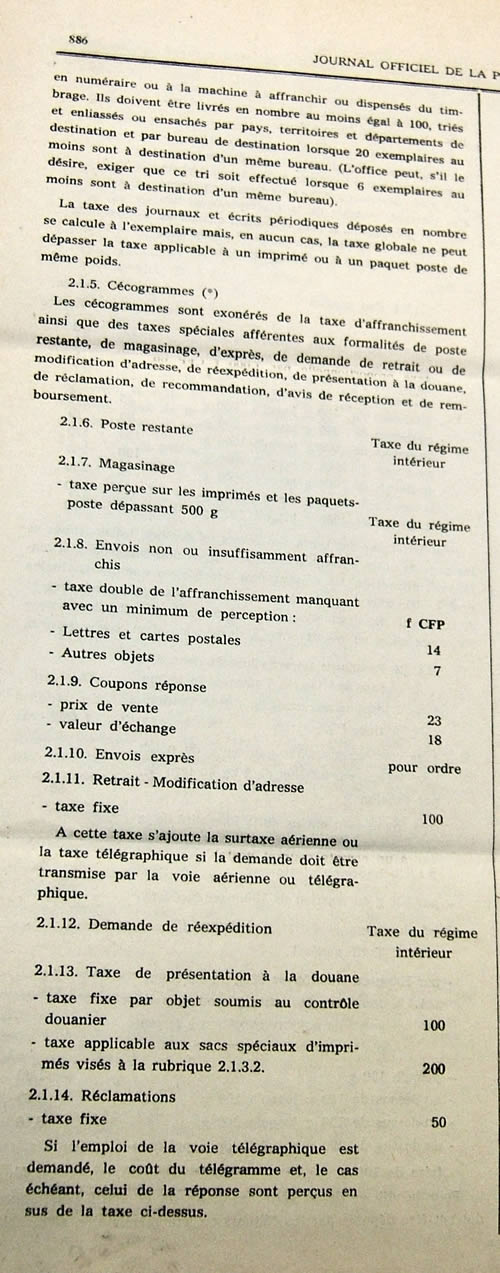 886
JOURNAL OFFICIEL DE LA P
en numéraire ou à la machine à affranchir ou dispensés du tim-
brage. Ils doivent être livrés en nombre au moins égal à 100, triés
et enliassés ou ensachés par pays, territoires et départements de
destination et par bureau de destination lorsque 20 exemplaires au
moins sont à destination d'un même bureau. (L'office peut, s'il le
désire, exiger que ce tri soit effectué lorsque 6 exemplaires au
moins sont à destination d'un même bureau).
La taxe des journaux et écrits périodiques déposés en nombre
se calcule à l'exemplaire mais, en aucun cas, la taxe globale ne peut
dépasser la taxe applicable à un imprimé ou à un paquet poste de
même poids.
2.1.5. Cécogrammes (*)
Les cécogrammes sont exonérés de la taxe d'affranchissement
ainsi que des taxes spéciales afférentes aux formalités de poste
restante, de magasinage, d'exprès, de demande de retrait ou de
modification d'adresse, de réexpédition, de présentation à la douane,
de réclamation, de recommandation, d'avis de réception et de rem-
boursement.
2.1.6. Poste restante
Taxe du régime
intérieur
2.1.7. Magasinage
- taxe perçue sur les imprimés et les paquets-
poste dépassant 500 g
Taxe du régime
intérieur
2.1.8. Envois non ou insuffisamment affran-
chis
- taxe double de l'affranchissement manquant
avec un minimum de perception :
f CFP
- Lettres et cartes postales 14
- Autres objets 7
2.1.9. Coupons réponse
- prix de vente 23
- valeur d'échange 18
2.1.10. Envois exprès pour ordre
2.1.11. Retrait - Modification d'adresse
- taxe fixe 100
A cette taxe s'ajoute la surtaxe aérienne ou
la taxe télégraphique si la demande doit être
transmise par la voie aérienne ou télégra-
phique.
2.1.12. Demande de réexpédition Taxe du régime
intérieur
2.1.13. Taxe de présentation à la douane
- taxe fixe par objet soumis au contrôle
douanier 100
- taxe applicable aux sacs spéciaux d'impri-
més visés à la rubrique 2.1.3.2. 200
2.1.14. Réclamations
- taxe fixe 50
Si l'emploi de la voie télégraphique est
demandé, le coût du télégramme et, le cas
échéant, celui de la réponse sont perçus en
sus de la taxe ci-dessus.